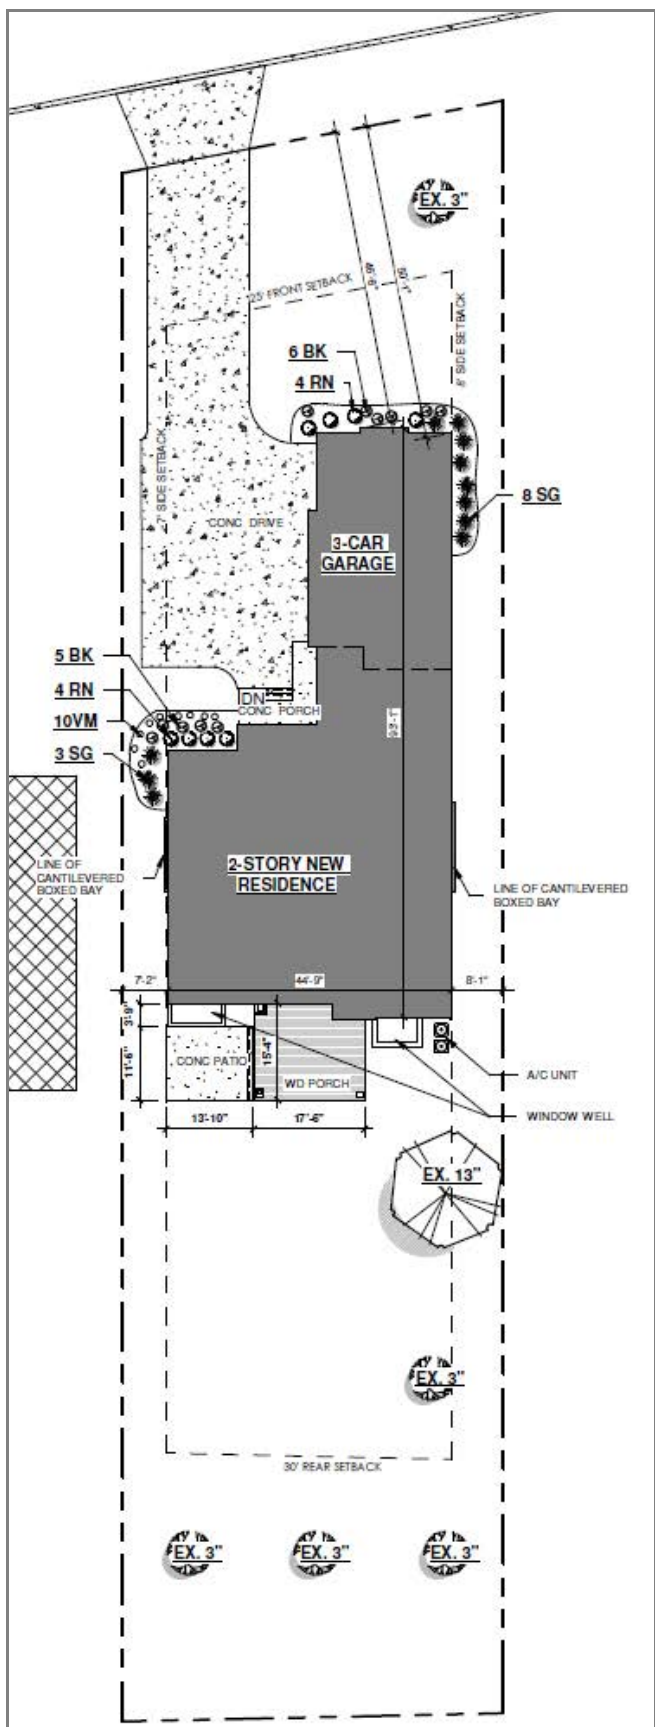 EX. 3"
25' FRONT SETBACK
50'-1"
6 BK
4 RN
7' SIDE SETBACK
8 SG
CONC DRIVE
3-CAR
GARAGE
5 BK
4 RN
10VM
3 SG
DN
CONC PORCH
93'-1"
LINE OF
CANTILEVERED
BOXED BAY
2-STORY NEW
RESIDENCE
LINE OF CANTILEVERED
BOXED BAY
7'-2"
44'-9"
8'-1"
3'-9"
11'-6"
15'-4"
CONC PATIO
WD PORCH
A/C UNIT
WINDOW WELL
13'-10"
17'-6"
EX. 13"
EX. 3"
30' REAR SETBACK
EX. 3"
EX. 3"
EX. 3"